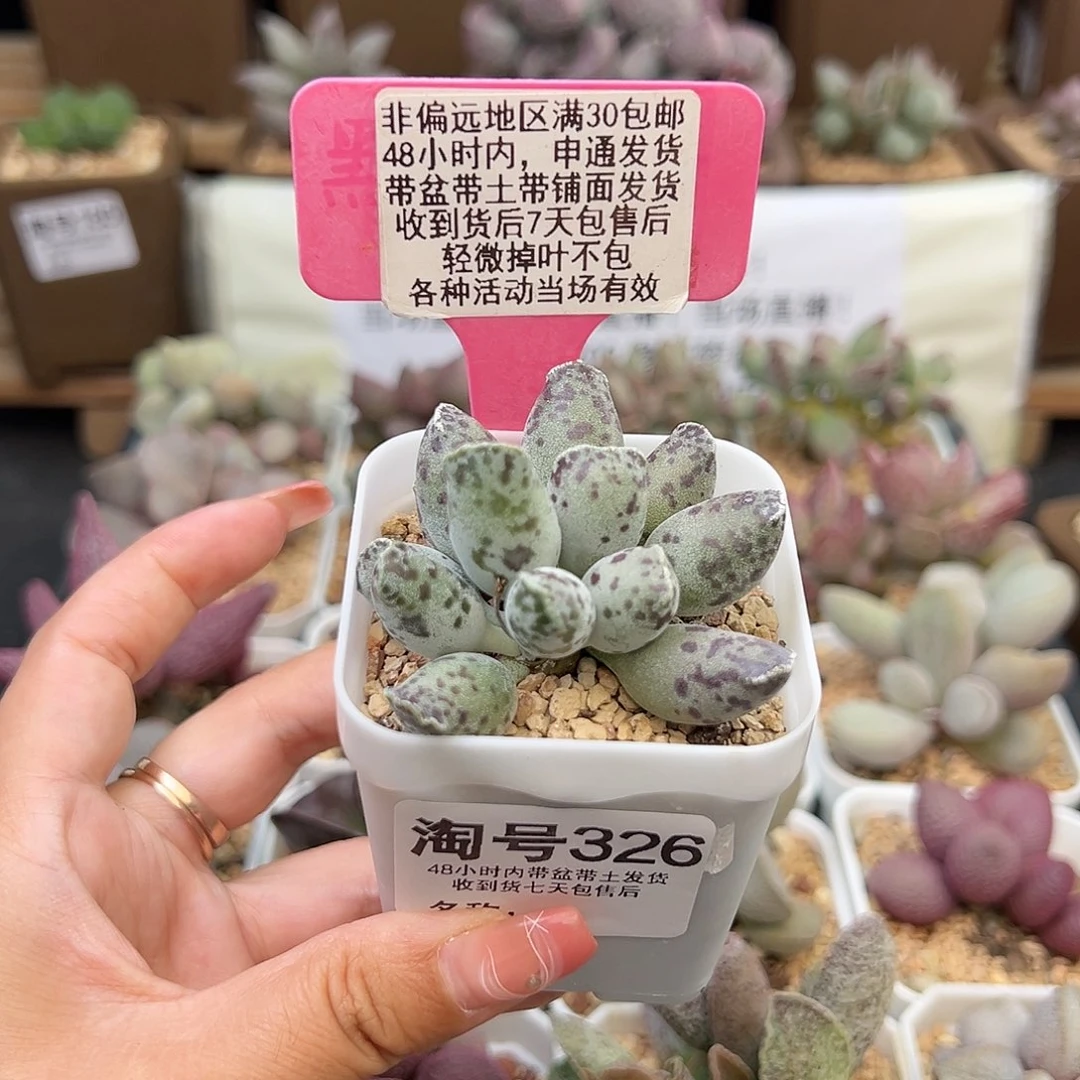 非偏远地区满30包邮
48小时内，申通发货
带盆带土带铺面发货
收到货后7天包售后
轻微掉叶不包
各种活动当场有效
淘号326
48小时内带盆带土发货
收到货七天包售后